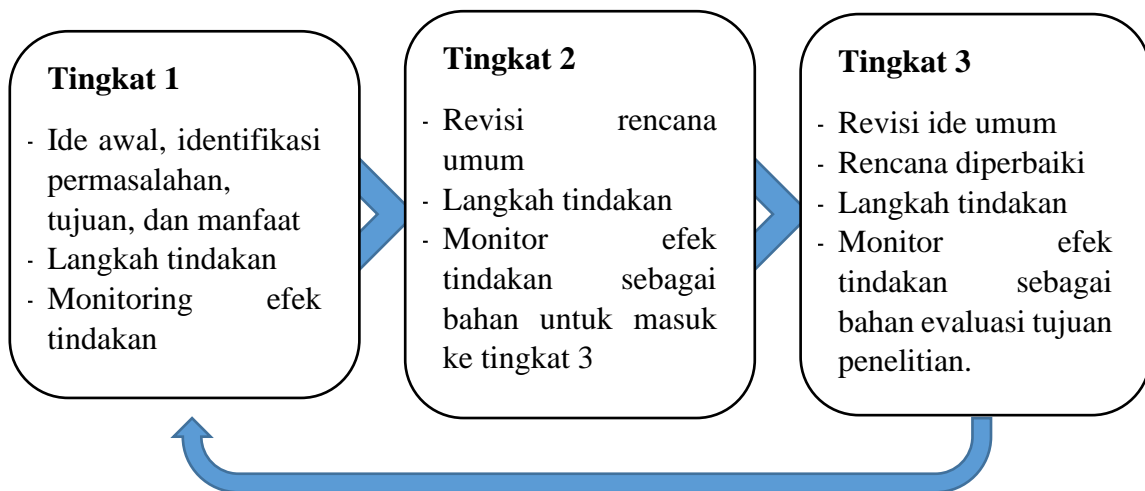 Tingkat 1
- Ide awal, identifikasi
permasalahan,
tujuan, dan manfaat
- Langkah tindakan
- Monitoring efek
tindakan
Tingkat 2
- Revisi rencana
umum
- Langkah tindakan
- Monitor efek
tindakan sebagai
bahan untuk masuk
ke tingkat 3
Tingkat 3
- Revisi ide umum
- Rencana diperbaiki
- Langkah tindakan
- Monitor efek
tindakan sebagai
bahan evaluasi tujuan
penelitian.